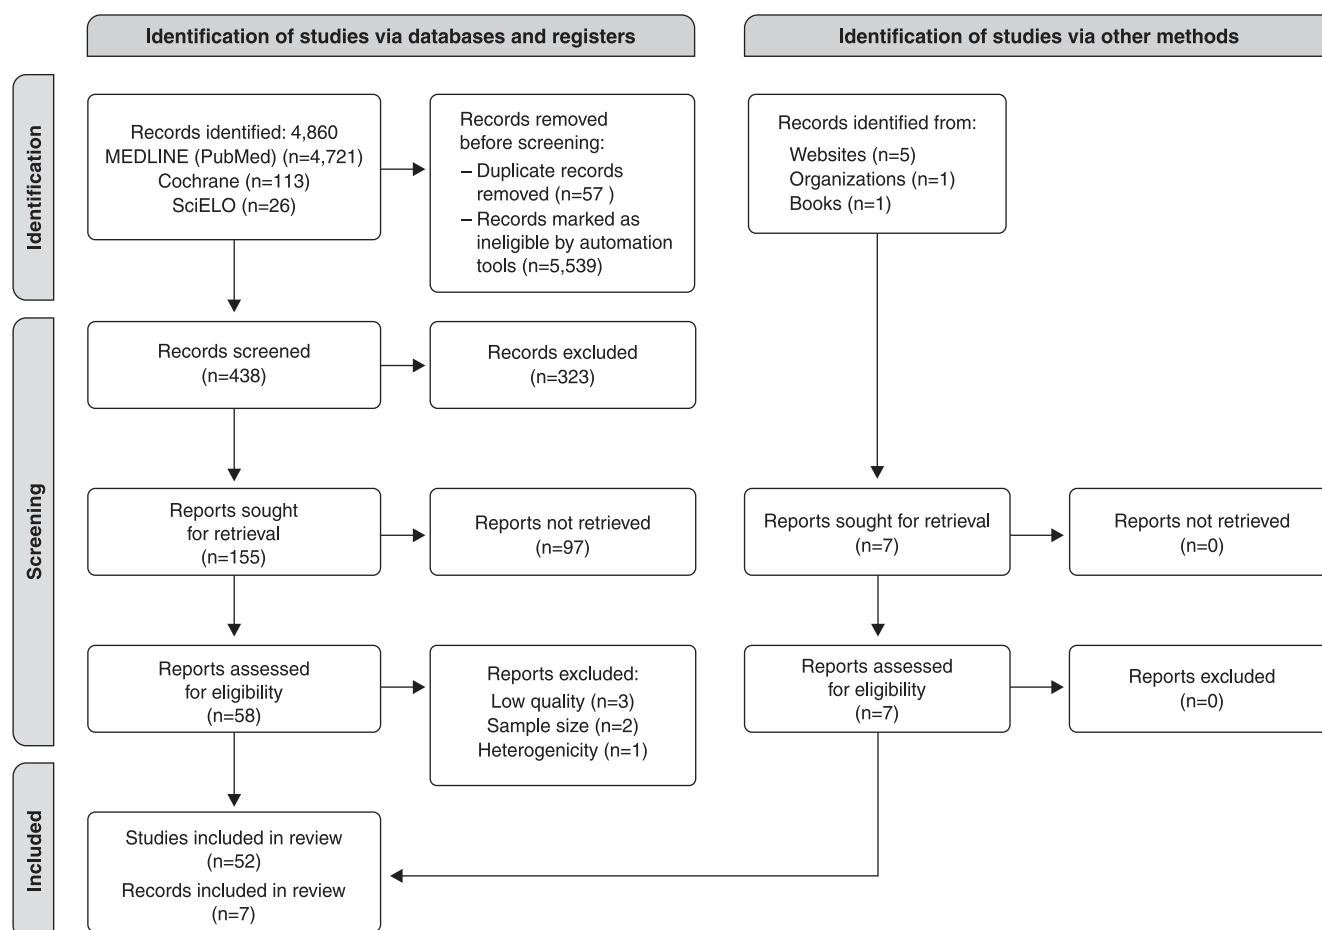 Identification of studies via databases and registers
Identification of studies via other methods
Identification
Records identified: 4,860
MEDLINE (PubMed) (n=4,721)
Cochrane (n=113)
SciELO (n=26)
Records removed
before screening:
– Duplicate records
removed (n=57 )
– Records marked as
ineligible by automation
tools (n=5,539)
Records identified from:
Websites (n=5)
Organizations (n=1)
Books (n=1)
Screening
Records screened
(n=438)
Records excluded
(n=323)
Reports sought
for retrieval
(n=155)
Reports not retrieved
(n=97)
Reports sought for retrieval
(n=7)
Reports not retrieved
(n=0)
Reports assessed
for eligibility
(n=58)
Reports excluded:
Low quality (n=3)
Sample size (n=2)
Heterogenicity (n=1)
Reports assessed
for eligibility
(n=7)
Reports excluded
(n=0)
Included
Studies included in review
(n=52)
Records included in review
(n=7)